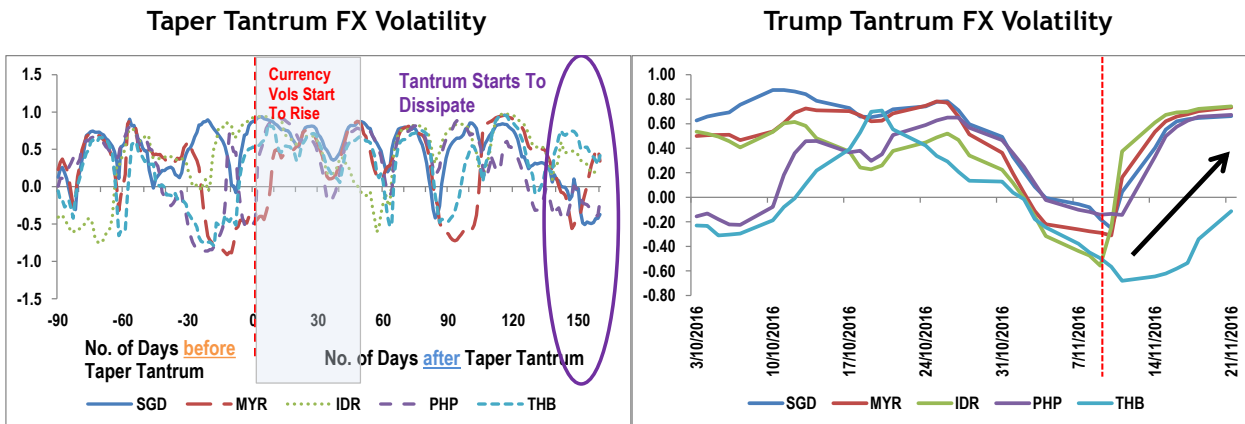 Taper Tantrum FX Volatility
Currency
Vols Start
To Rise
Tantrum Starts To
Dissipate
1.5
1.0
0.5
0.0
-0.5
-1.0
-1.5
-90 -60 -30 0 30 60 90 120 150
No. of Days before
Taper Tantrum
No. of Days after Taper Tantrum
SGD MYR IDR PHP THB
Trump Tantrum FX Volatility
1.00
0.80
0.60
0.40
0.20
0.00
-0.20
-0.40
-0.60
-0.80
3/10/2016
10/10/2016
17/10/2016
24/10/2016
31/10/2016
7/11/2016
14/11/2016
21/11/2016
SGD MYR IDR PHP THB